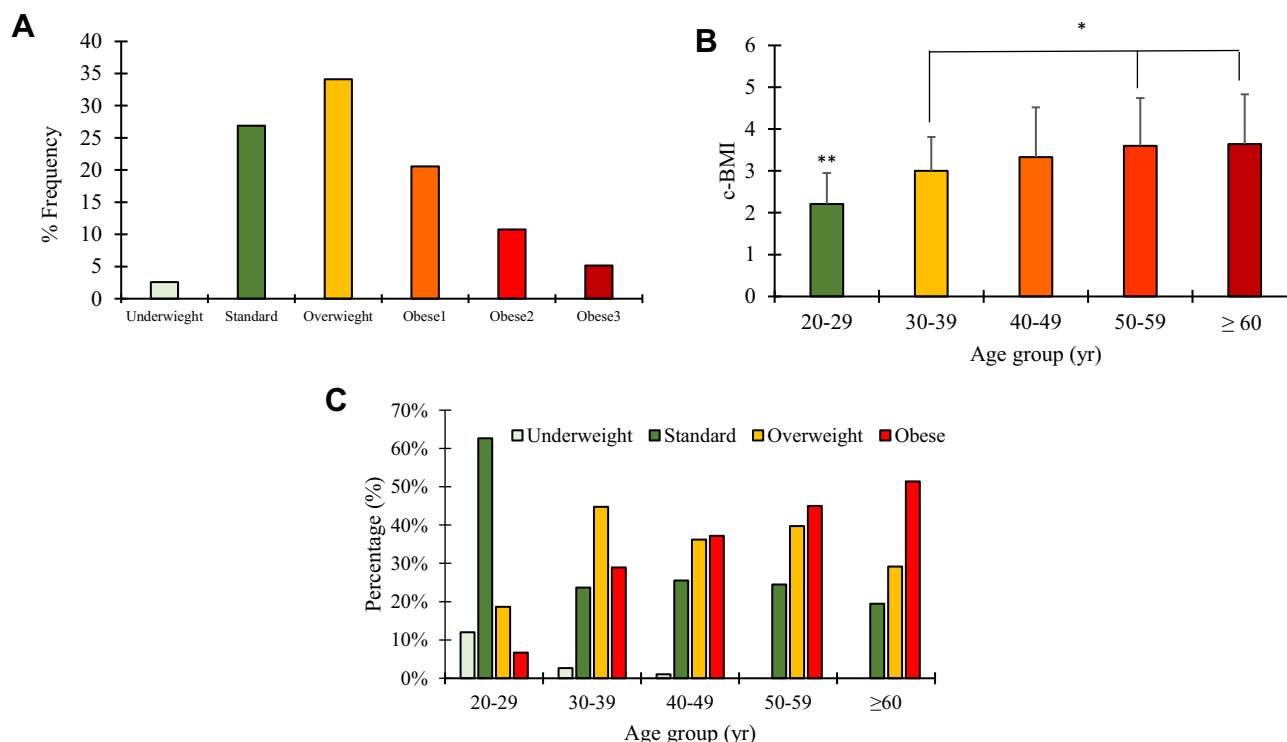 A
% Frequency
40
35
30
25
20
15
10
5
0
Underwieght Standard Overwieght Obese1 Obese2 Obese3
B
c-BMI
6
5
4
3
2
1
0
*
**
20-29 30-39 40-49 50-59 ≥ 60
Age group (yr)
C
Percentage (%)
70%
60%
50%
40%
30%
20%
10%
0%
Underweight Standard Overweight Obese
20-29 30-39 40-49 50-59 ≥60
Age group (yr)